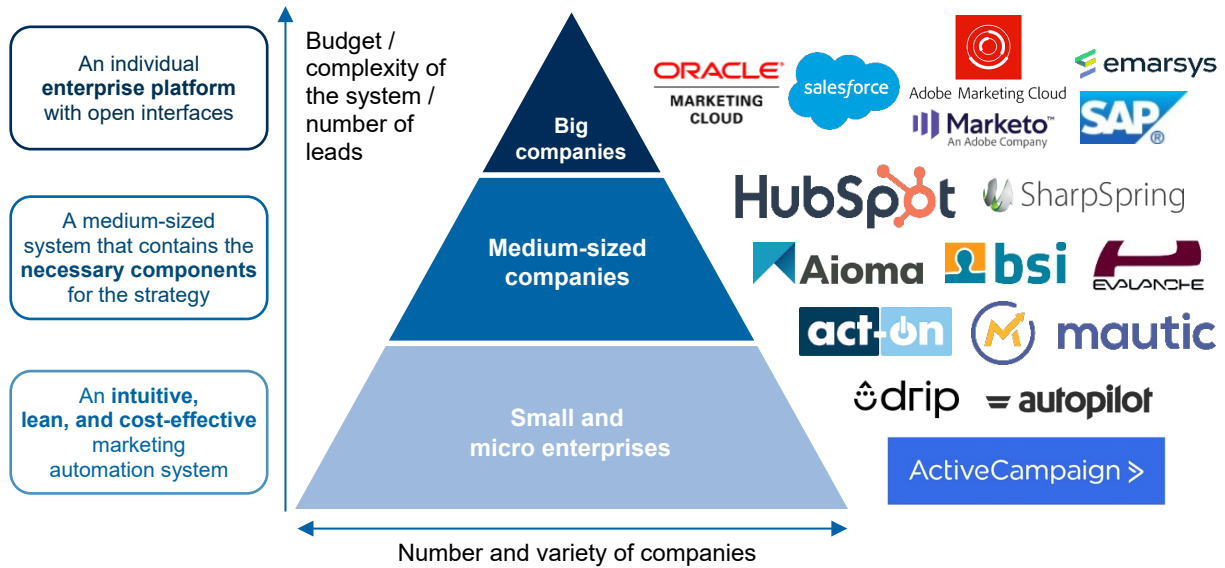 An individual
enterprise platform
with open interfaces
A medium-sized
system that contains the
necessary components
for the strategy
An intuitive,
lean, and cost-effective
marketing
automation system
Budget /
complexity of
the system /
number of
leads
Big
companies
Medium-sized
companies
Small and
micro enterprises
Number and variety of companies
ORACLE®
MARKETING
CLOUD
salesforce
Adobe Marketing Cloud
emarsys
Marketo™
An Adobe Company
SAP®
HubSpot
SharpSpring
Aioma
bsi
EVALANCHE
act-on
M mautic
drip
autopilot
ActiveCampaign >